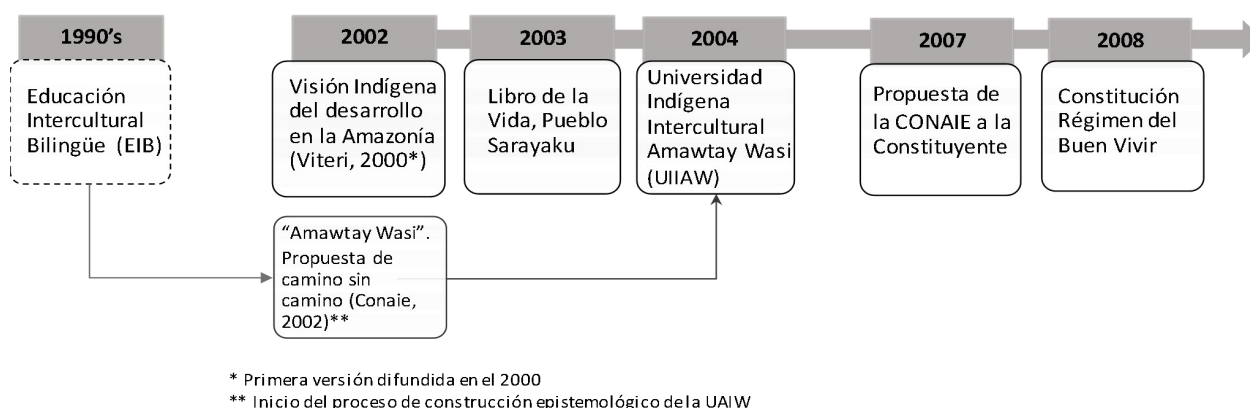 1990's
Educación
Intercultural
Bilingüe (EIB)
2002
Visión Indígena
del desarrollo
en la Amazonía
(Viteri, 2000*)
2003
Libro de la
Vida, Pueblo
Sarayaku
2004
Universidad
Indígena
Intercultural
Amawtay Wasi
(UIIAW)
2007
Propuesta de
la CONAIE a la
Constituyente
2008
Constitución
Régimen del
Buen Vivir
“Amawtay Wasi”.
Propuesta de
camino sin
camino (Conaie,
2002)**
* Primera versión difundida en el 2000
** Inicio del proceso de construcción epistemológico de la UAIW